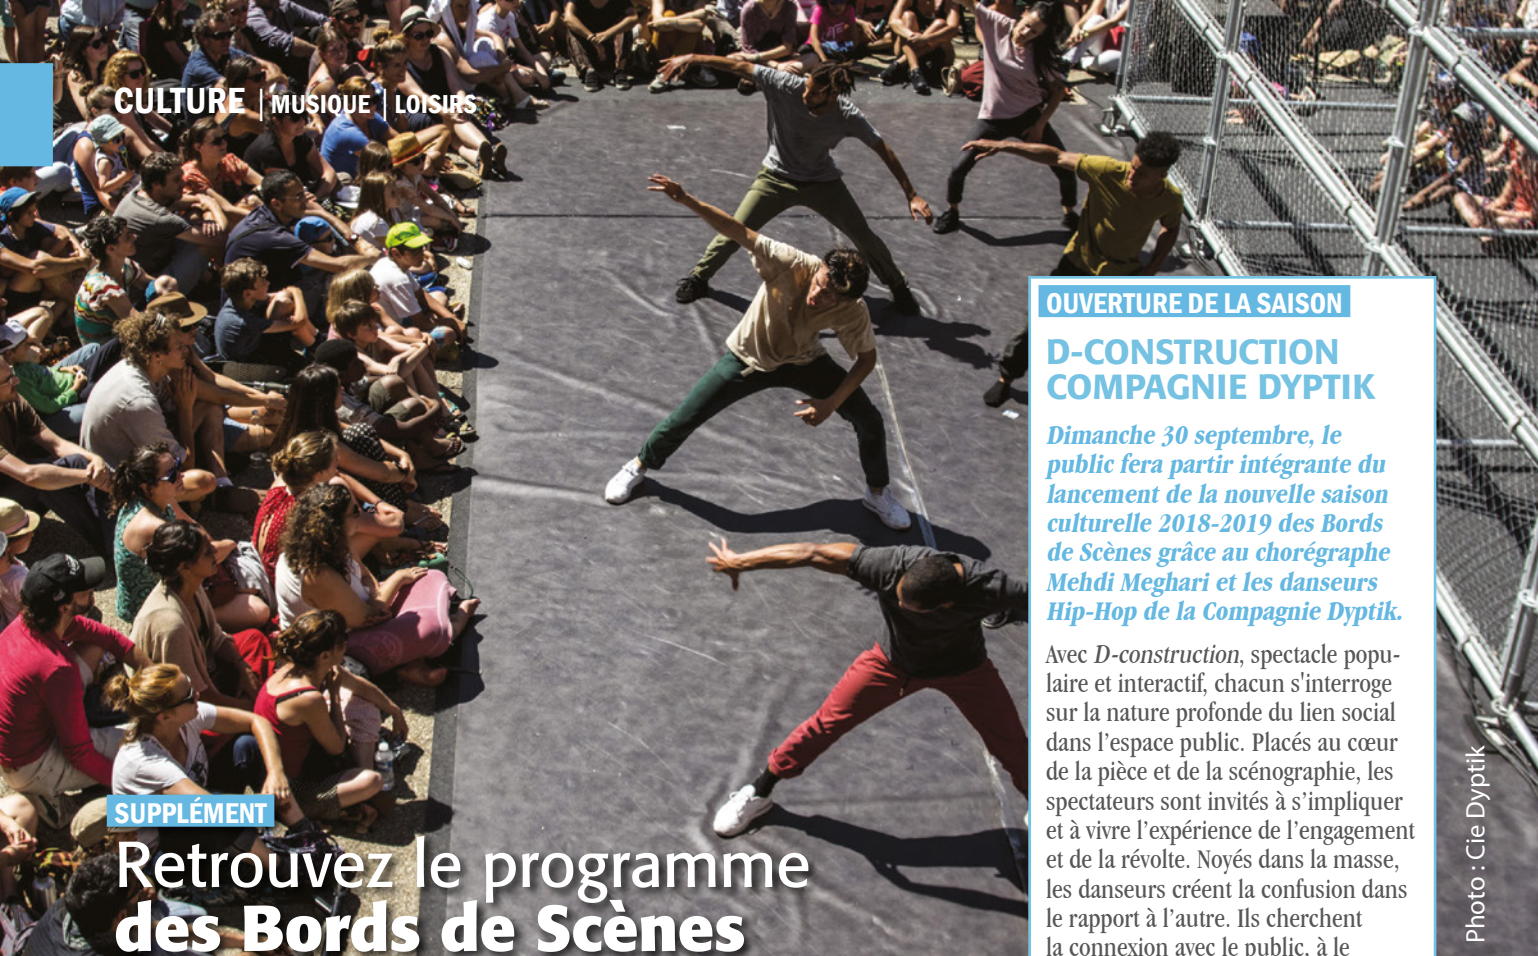 CULTURE | MUSIQUE | LOISIRS
SUPPLÉMENT
Retrouvez le programme
des Bords de Scènes
OUVERTURE DE LA SAISON
D-CONSTRUCTION
COMPAGNIE DYPTIK
Dimanche 30 septembre, le
public fera partir intégrante du
lancement de la nouvelle saison
culturelle 2018-2019 des Bords
de Scènes grâce au chorégraphe
Mehdi Meghari et les danseurs
Hip-Hop de la Compagnie Dyptik.
Avec D-construction, spectacle popu-
laire et interactif, chacun s'interroge
sur la nature profonde du lien social
dans l’espace public. Placés au cœur
de la pièce et de la scénographie, les
spectateurs sont invités à s’impliquer
et à vivre l’expérience de l’engagement
et de la révolte. Noyés dans la masse,
les danseurs créent la confusion dans
le rapport à l’autre. Ils cherchent
la connexion avec le public, à le
Photo : Cie Dyptik